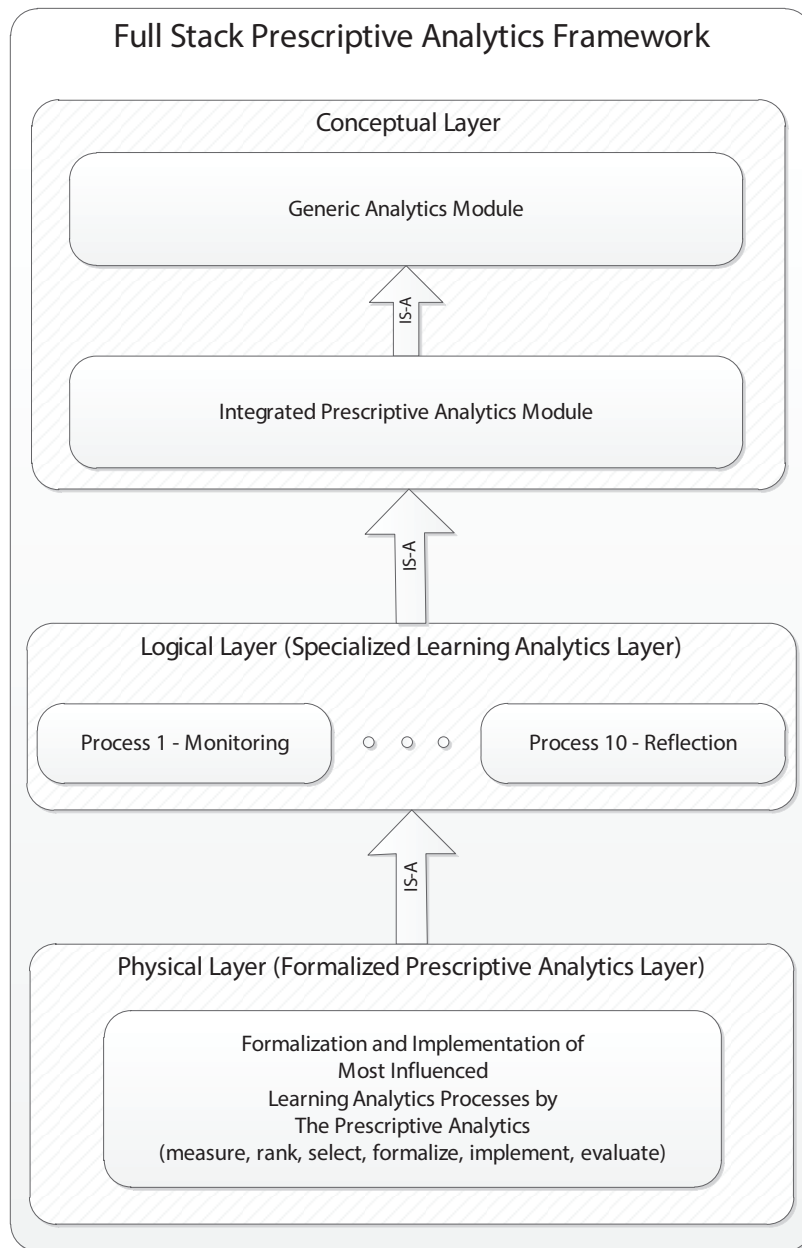 Full Stack Prescriptive Analytics Framework
Conceptual Layer
Generic Analytics Module
IS-A
Integrated Prescriptive Analytics Module
IS-A
Logical Layer (Specialized Learning Analytics Layer)
Process 1 - Monitoring
Process 10 - Reflection
IS-A
Physical Layer (Formalized Prescriptive Analytics Layer)
Formalization and Implementation of
Most Influenced
Learning Analytics Processes by
The Prescriptive Analytics
(measure, rank, select, formalize, implement, evaluate)